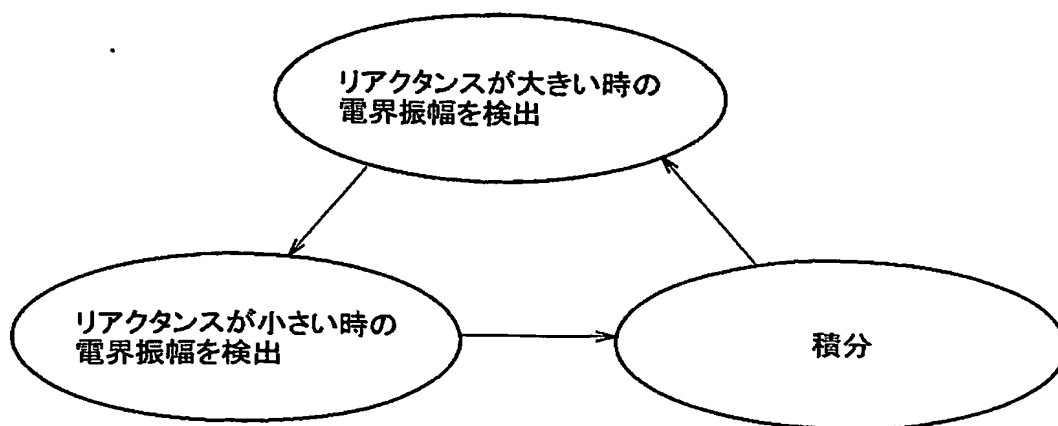 リアクタンスが大きい時の
電界振幅を検出
リアクタンスが小さい時の
電界振幅を検出
積分